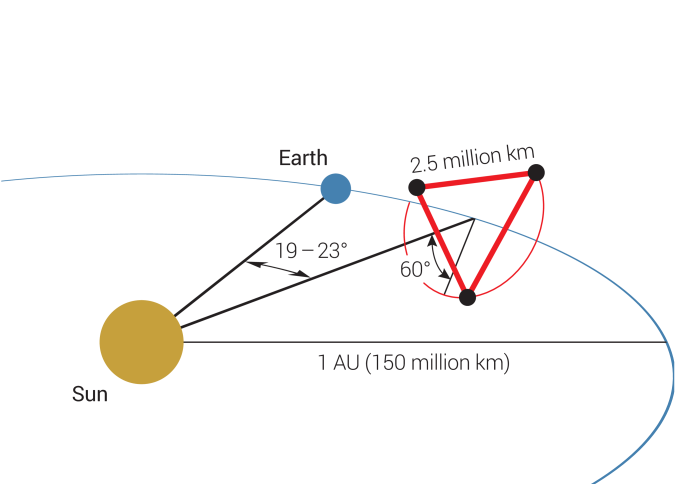 Earth
2.5 million km
19–23°
60°
1 AU (150 million km)
Sun